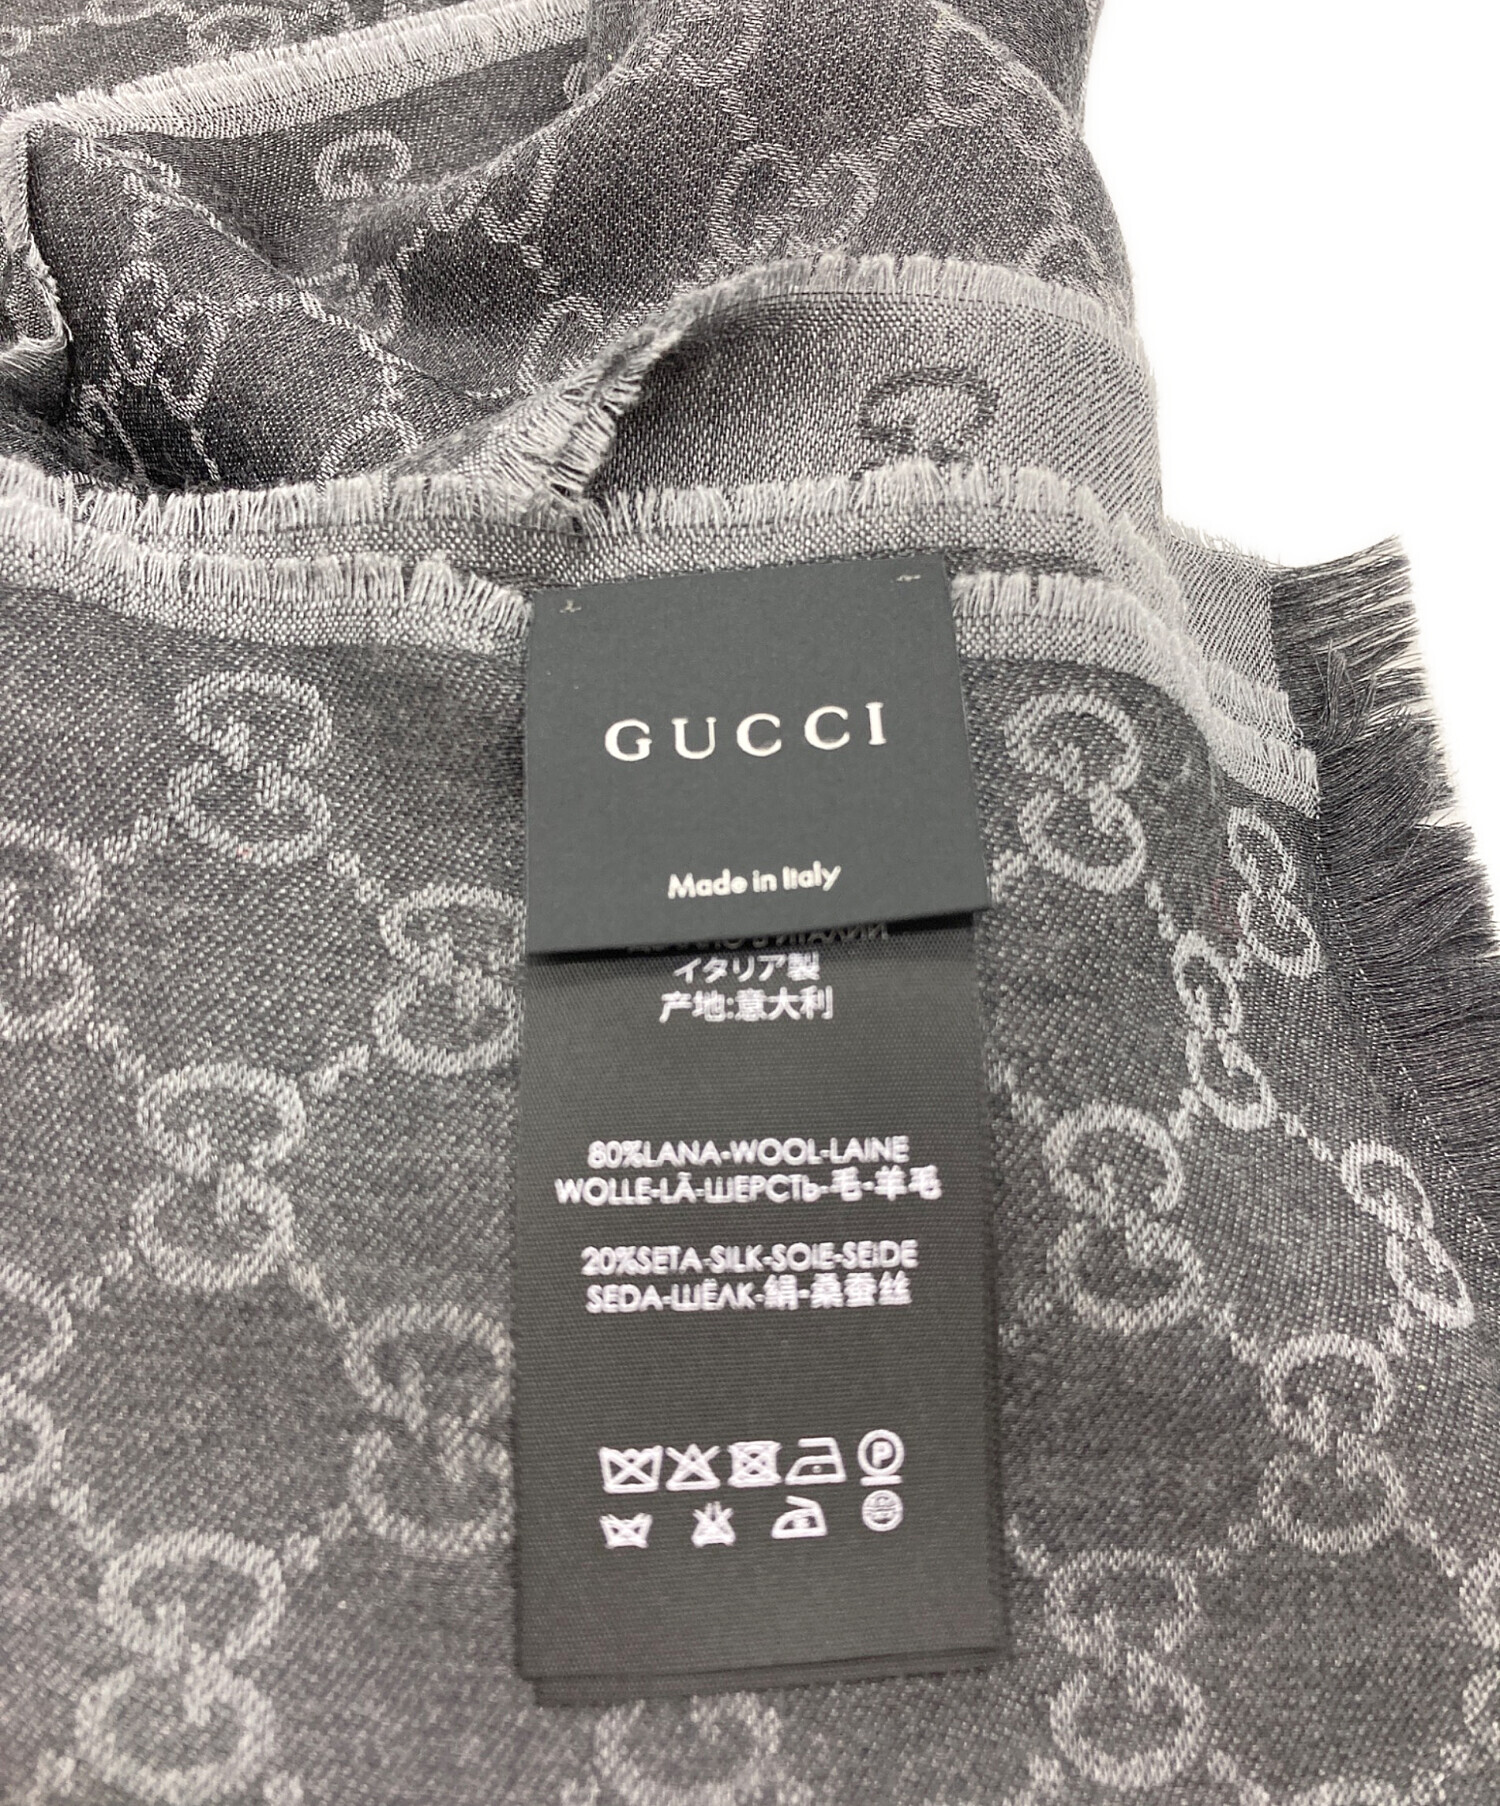 GUCCI
Made in Italy
イタリア製
产地:意大利
80%LANA-WOOL-LAINE
WOLLE-LÃ-ШЕРСТЬ-毛-羊毛
20%SETA-SILK-SOIE-SEIDE
SEDA-ШЁЛК-絹-桑蚕丝
P